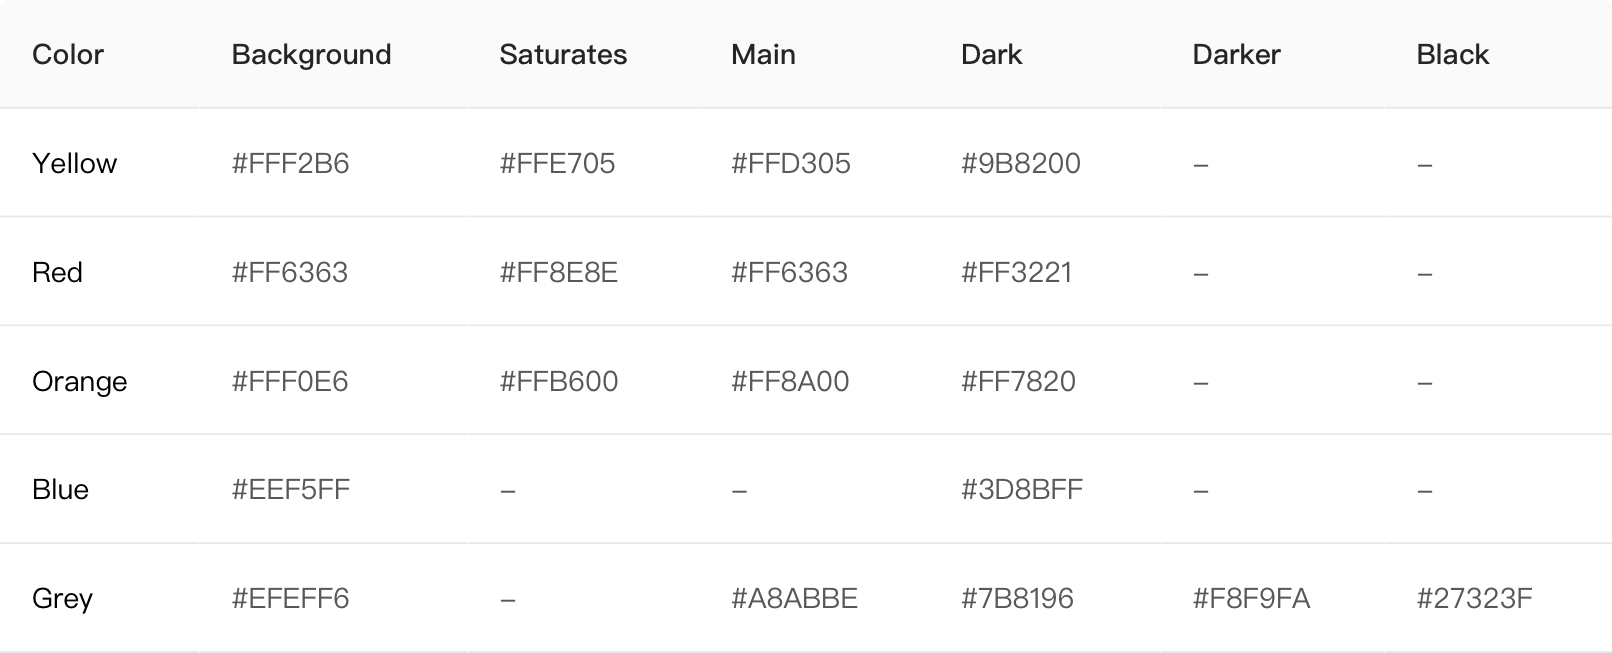 Color Background Saturates Main Dark Darker Black
Yellow #FFF2B6 #FFE705 #FFD305 #9B8200 – –
Red #FF6363 #FF8E8E #FF6363 #FF3221 – –
Orange #FFF0E6 #FFB600 #FF8A00 #FF7820 – –
Blue #EEF5FF – – #3D8BFF – –
Grey #EFEFF6 – #A8ABBE #7B8196 #F8F9FA #27323F